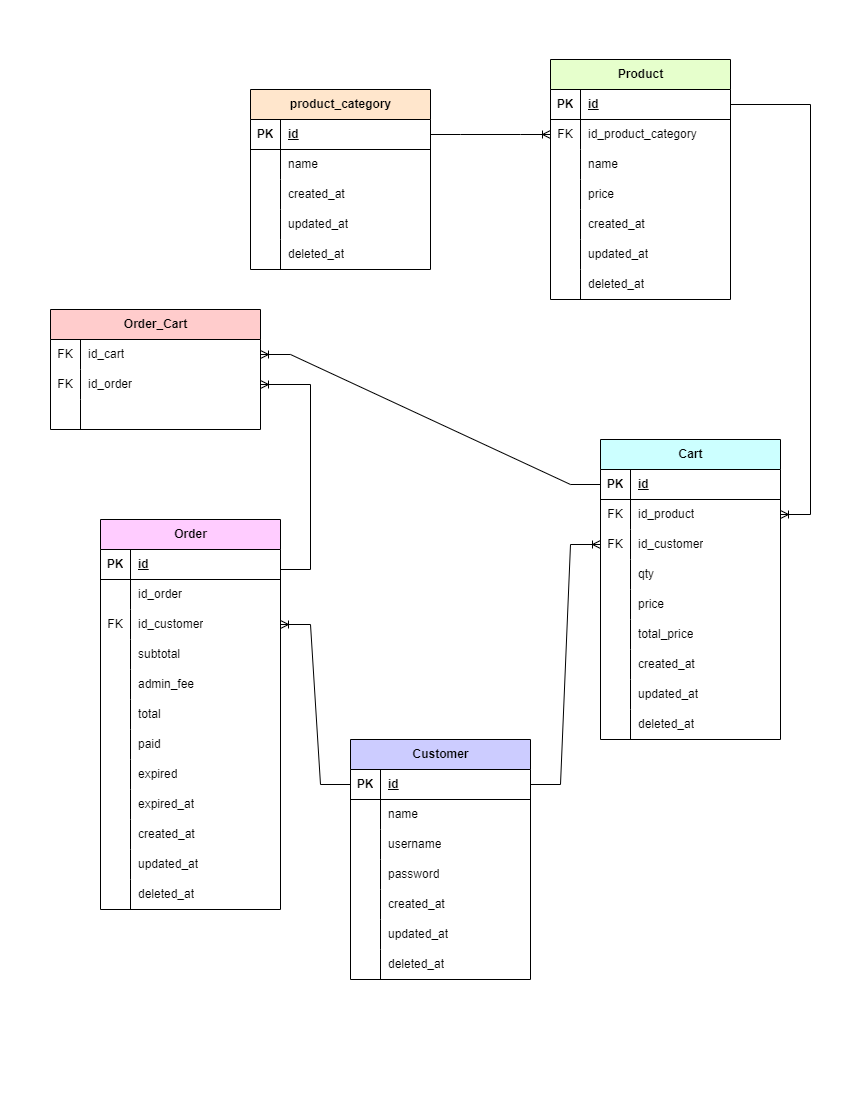 Product
PK id
FK id_product_category
name
price
created_at
updated_at
deleted_at
product_category
PK id
name
created_at
updated_at
deleted_at
Order_Cart
FK id_cart
FK id_order
Cart
PK id
FK id_product
FK id_customer
qty
price
total_price
created_at
updated_at
deleted_at
Order
PK id
id_order
FK id_customer
subtotal
admin_fee
total
paid
expired
expired_at
created_at
updated_at
deleted_at
Customer
PK id
name
username
password
created_at
updated_at
deleted_at